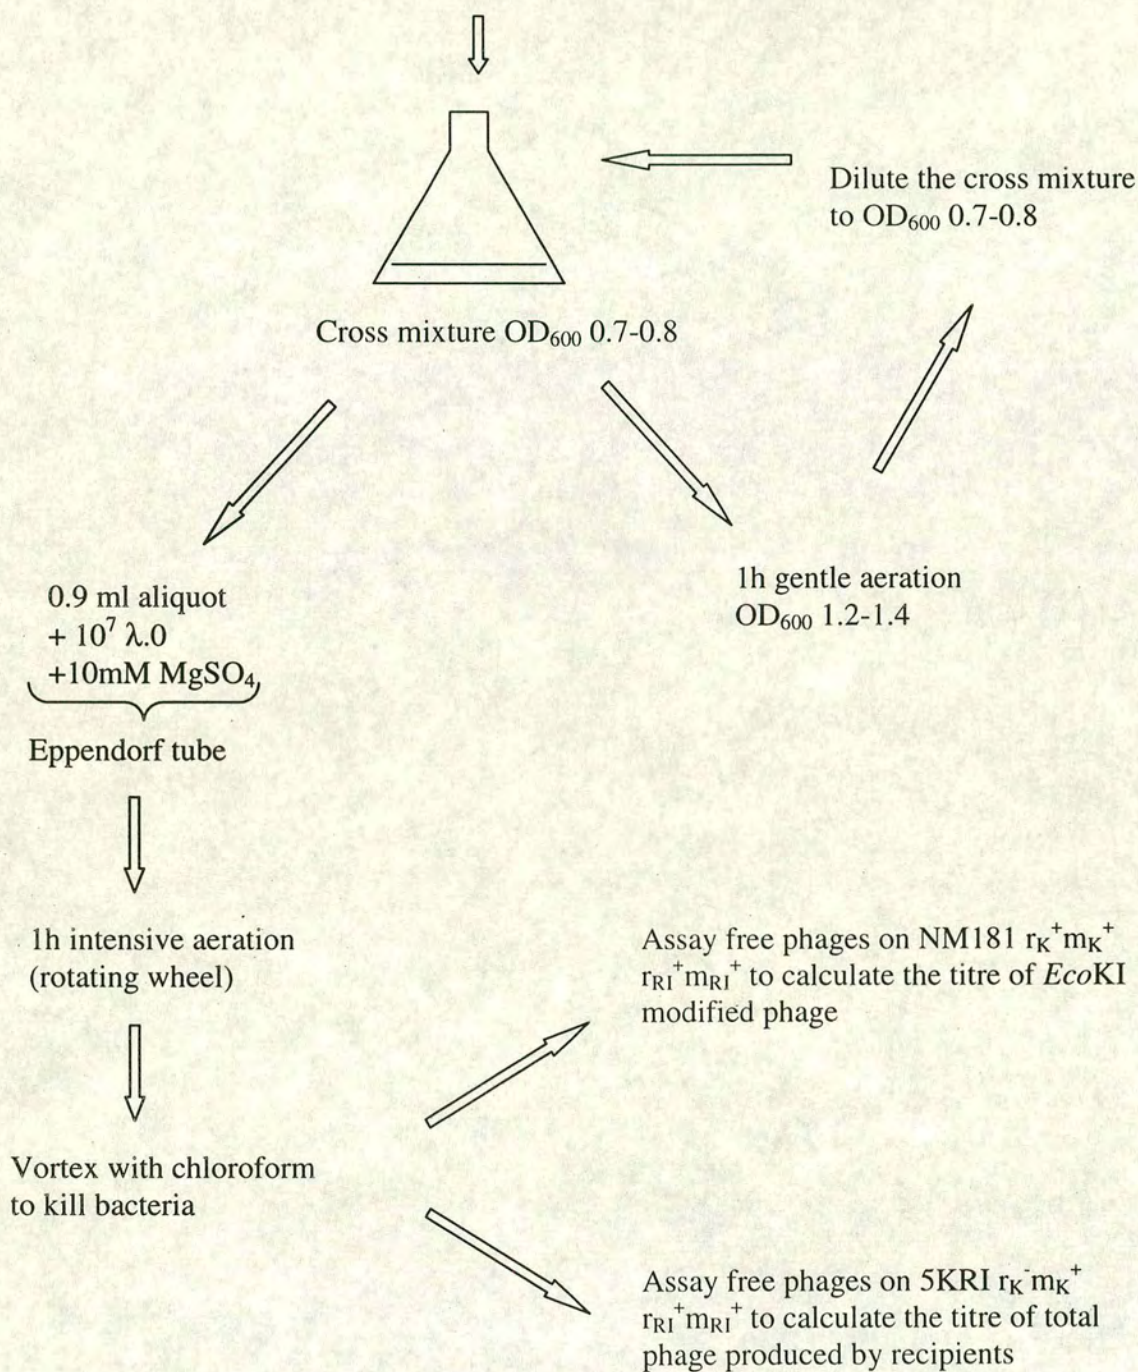 Dilute the cross mixture
to OD₆₀₀ 0.7-0.8
Cross mixture OD₆₀₀ 0.7-0.8
1h gentle aeration
OD₆₀₀ 1.2-1.4
0.9 ml aliquot
+ 10⁷ λ.0
+10mM MgSO₄
Eppendorf tube
1h intensive aeration
(rotating wheel)
Vortex with chloroform
to kill bacteria
Assay free phages on NM181 r_K⁺m_K⁺
r_RI⁺m_RI⁺ to calculate the titre of EcoKI
modified phage
Assay free phages on 5KRI r_K⁻m_K⁺
r_RI⁺m_RI⁺ to calculate the titre of total
phage produced by recipients